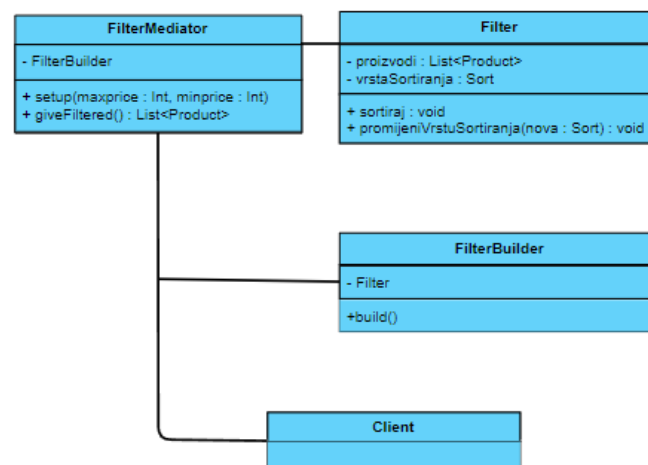 FilterMediator
- FilterBuilder
+ setup(maxprice : Int, minprice : Int)
+ giveFiltered() : List<Product>
Filter
- proizvodi : List<Product>
- vrstaSortiranja : Sort
+ sortiraj : void
+ promijeniVrstuSortiranja(nova : Sort) : void
FilterBuilder
- Filter
+build()
Client